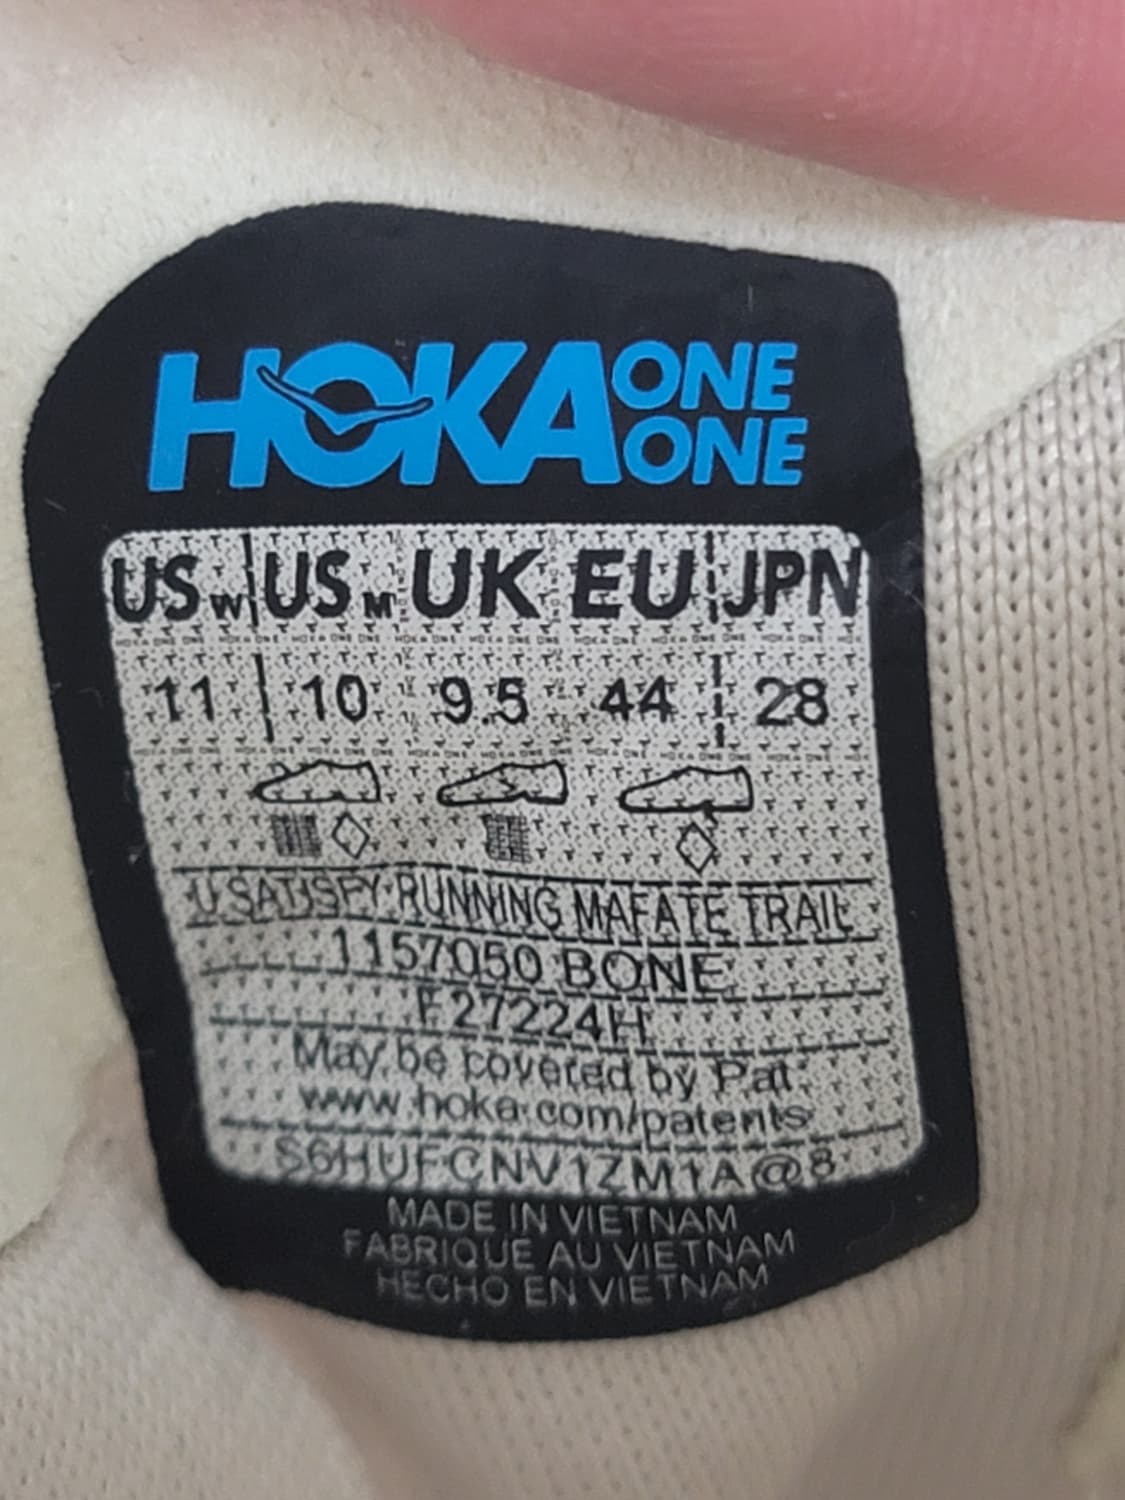 HOKA ONE ONE
US W US M UK EU JPN
11 10 9.5 44 28
U SATISFY RUNNING MAFATE TRAIL
1157050 BONE
F27224H
May be covered by Pat:
www.hoka.com/patents
S6HUFCNV1ZM1A@8
MADE IN VIETNAM
FABRIQUE AU VIETNAM
HECHO EN VIETNAM